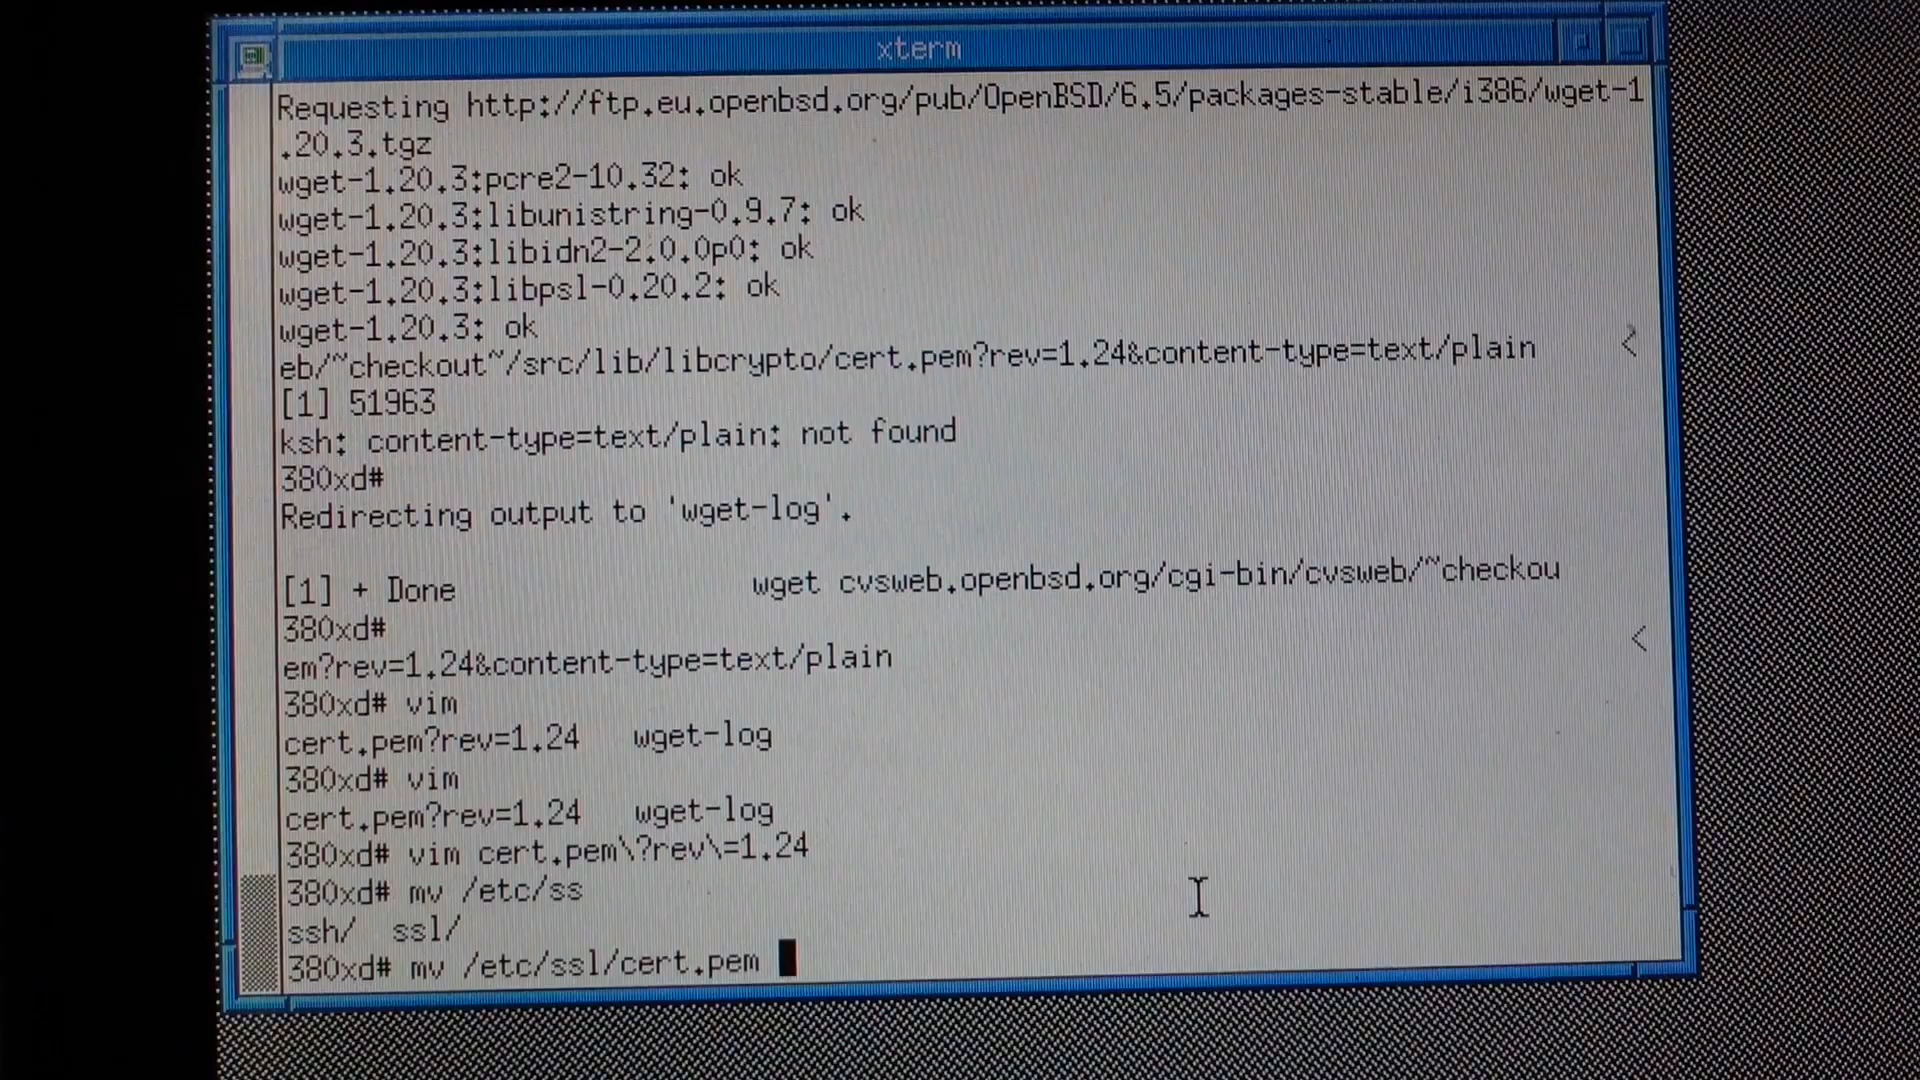 xterm
Requesting http://ftp.eu.openbsd.org/pub/OpenBSD/6.5/packages-stable/i386/wget-1
.20.3.tgz
wget-1.20.3:pcre2-10.32: ok
wget-1.20.3:libunistring-0.9.7: ok
wget-1.20.3:libidn2-2.0.0p0: ok
wget-1.20.3:libpsl-0.20.2: ok
wget-1.20.3: ok
eb/~checkout~/src/lib/libcrypto/cert.pem?rev=1.24&content-type=text/plain <
[1] 51963
ksh: content-type=text/plain: not found
380xd#
Redirecting output to 'wget-log'.
[1] + Done wget cvsweb.openbsd.org/cgi-bin/cvsweb/~checkou
380xd#
em?rev=1.24&content-type=text/plain <
380xd# vim
cert.pem?rev=1.24 wget-log
380xd# vim
cert.pem?rev=1.24 wget-log
380xd# vim cert.pem\?rev\=1.24
380xd# mv /etc/ss
ssh/ ssl/
380xd# mv /etc/ssl/cert.pem